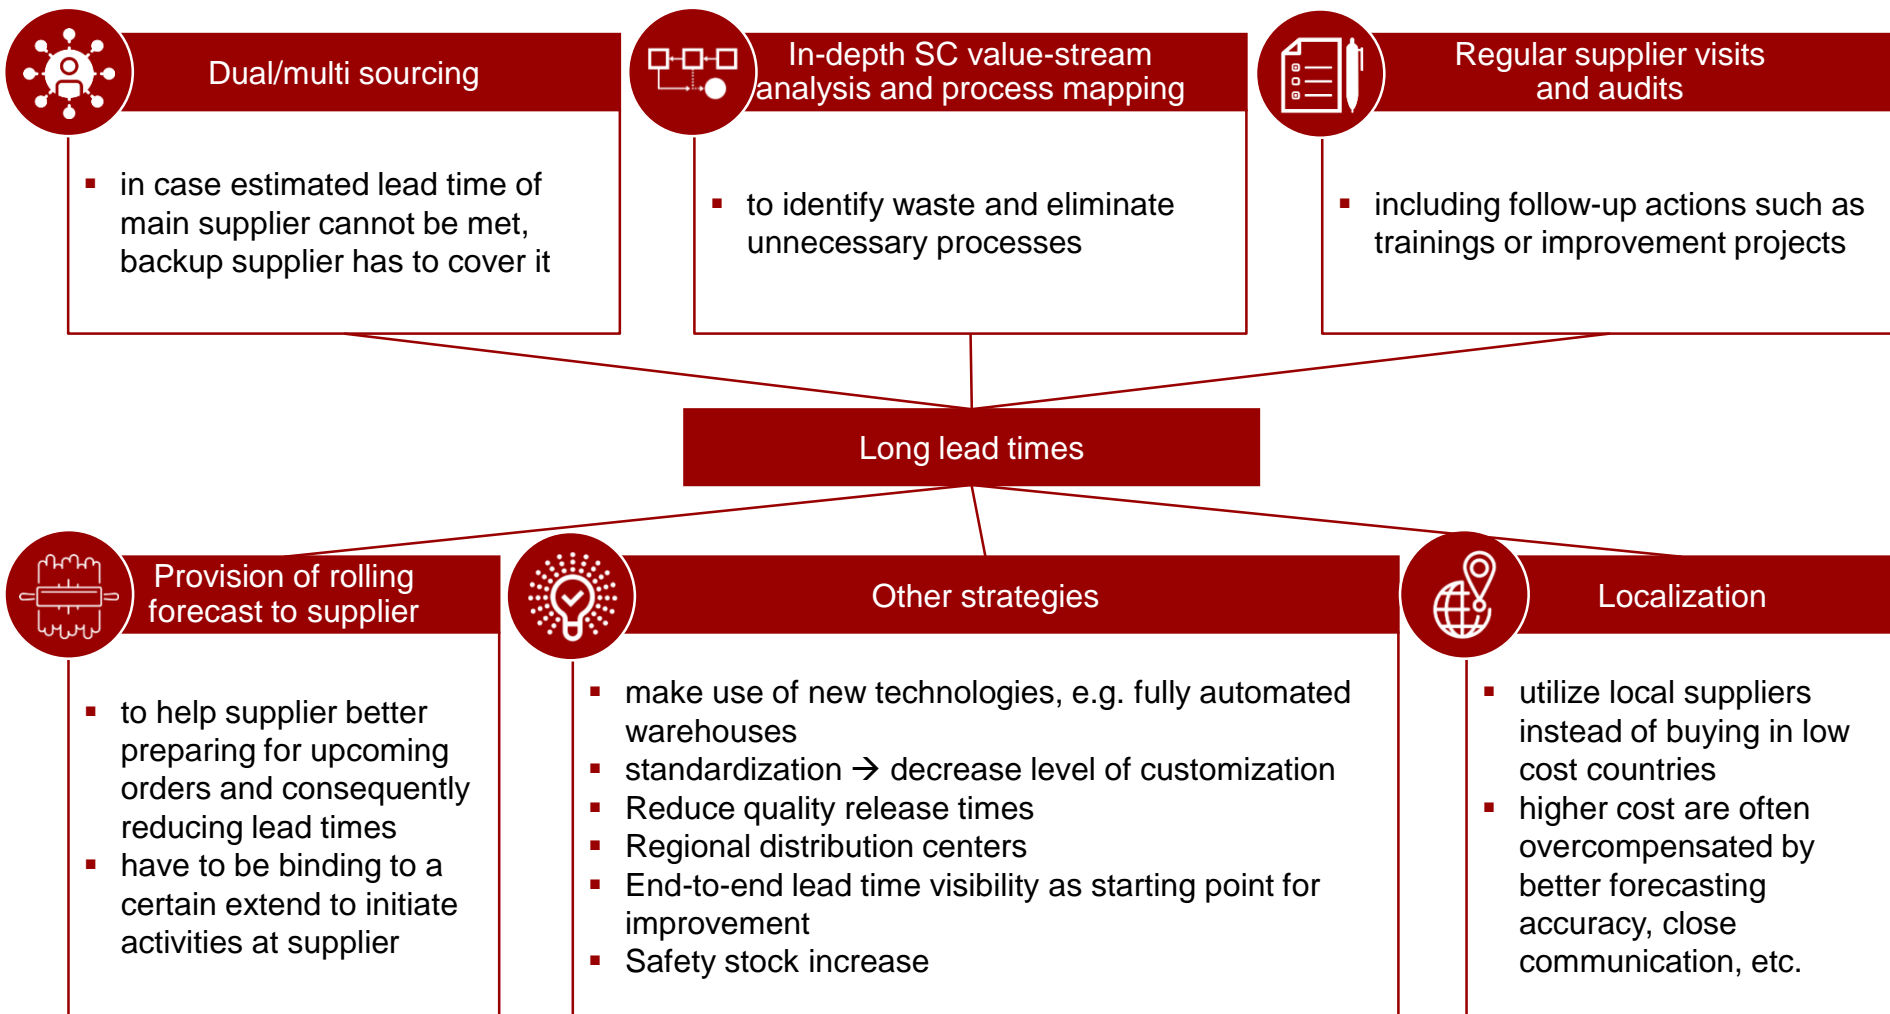 Dual/multi sourcing
▪ in case estimated lead time of
main supplier cannot be met,
backup supplier has to cover it
In-depth SC value-stream
analysis and process mapping
▪ to identify waste and eliminate
unnecessary processes
Regular supplier visits
and audits
▪ including follow-up actions such as
trainings or improvement projects
Long lead times
Provision of rolling
forecast to supplier
▪ to help supplier better
preparing for upcoming
orders and consequently
reducing lead times
▪ have to be binding to a
certain extend to initiate
activities at supplier
Other strategies
▪ make use of new technologies, e.g. fully automated
warehouses
▪ standardization → decrease level of customization
▪ Reduce quality release times
▪ Regional distribution centers
▪ End-to-end lead time visibility as starting point for
improvement
▪ Safety stock increase
Localization
▪ utilize local suppliers
instead of buying in low
cost countries
▪ higher cost are often
overcompensated by
better forecasting
accuracy, close
communication, etc.